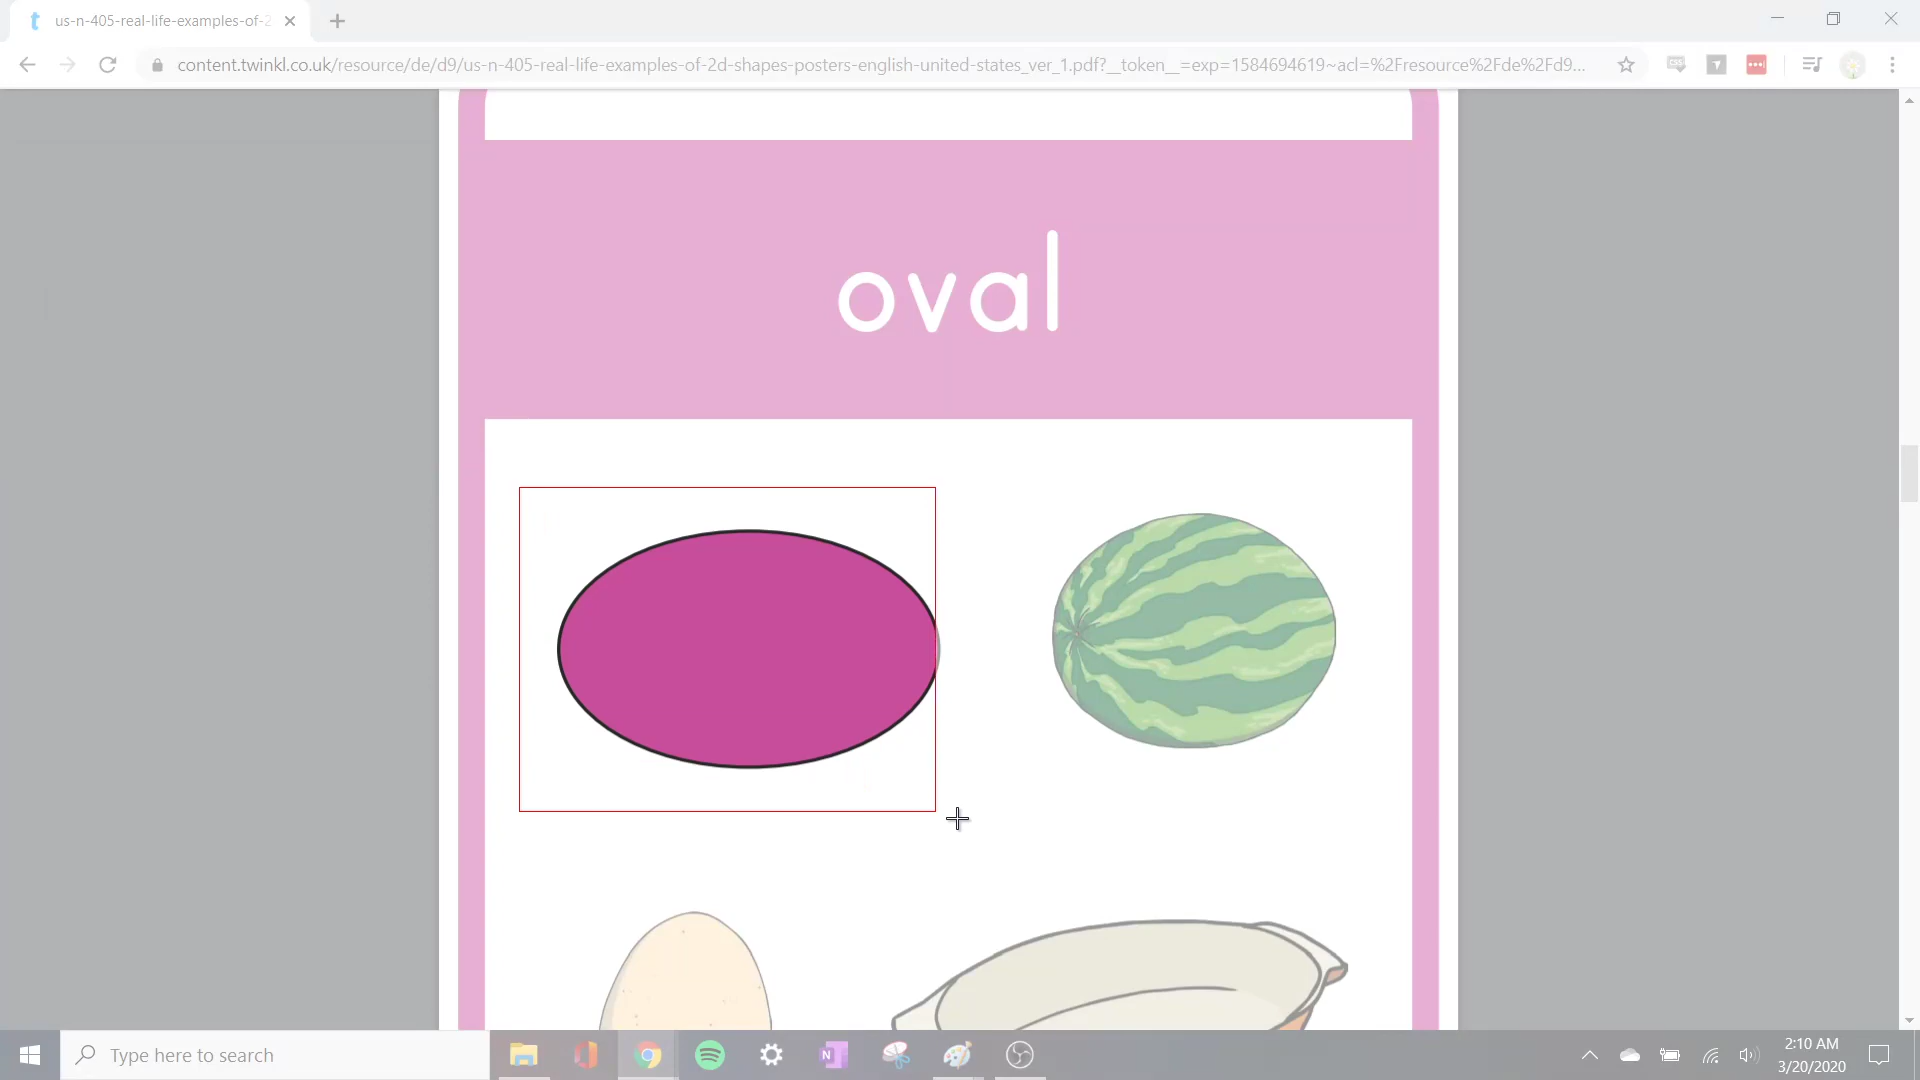 us-n-405-real-life-examples-of-2
content.twinkl.co.uk/resource/de/d9/us-n-405-real-life-examples-of-2d-shapes-posters-english-united-states_ver_1.pdf?__token__=exp=1584694619~acl=%2Fresource%2Fde%2Fd9...
oval
Type here to search
2:10 AM
3/20/2020